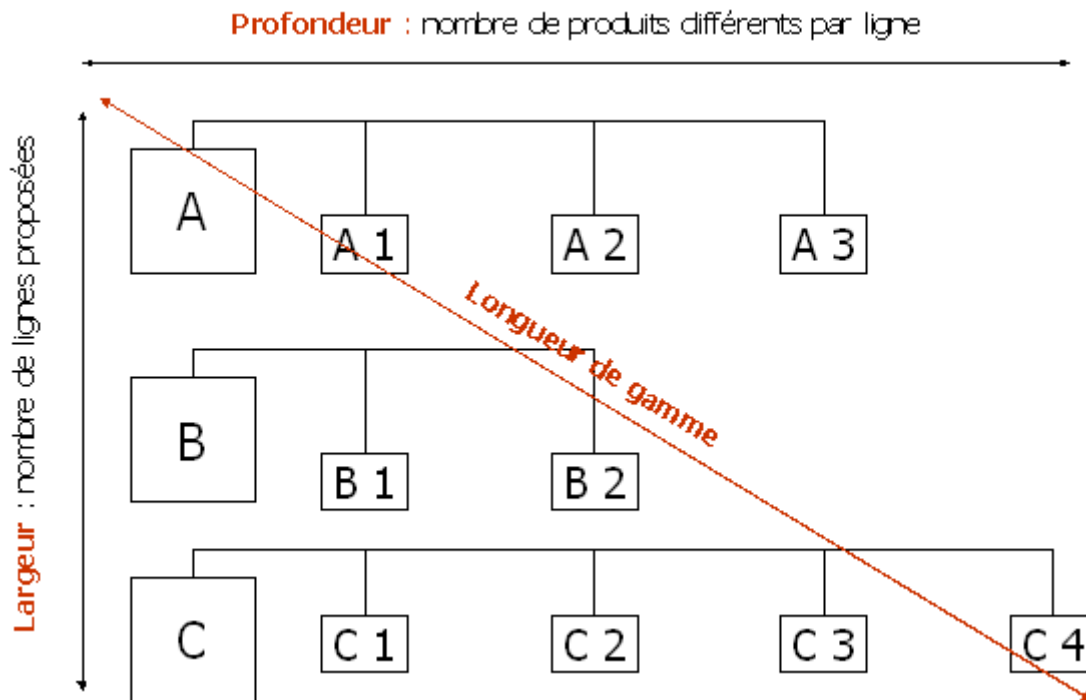 Profondeur : nombre de produits différents par ligne
Largeur : nombre de lignes proposées
Longueur de gamme
A
A 1
A 2
A 3
B
B 1
B 2
C
C 1
C 2
C 3
C 4